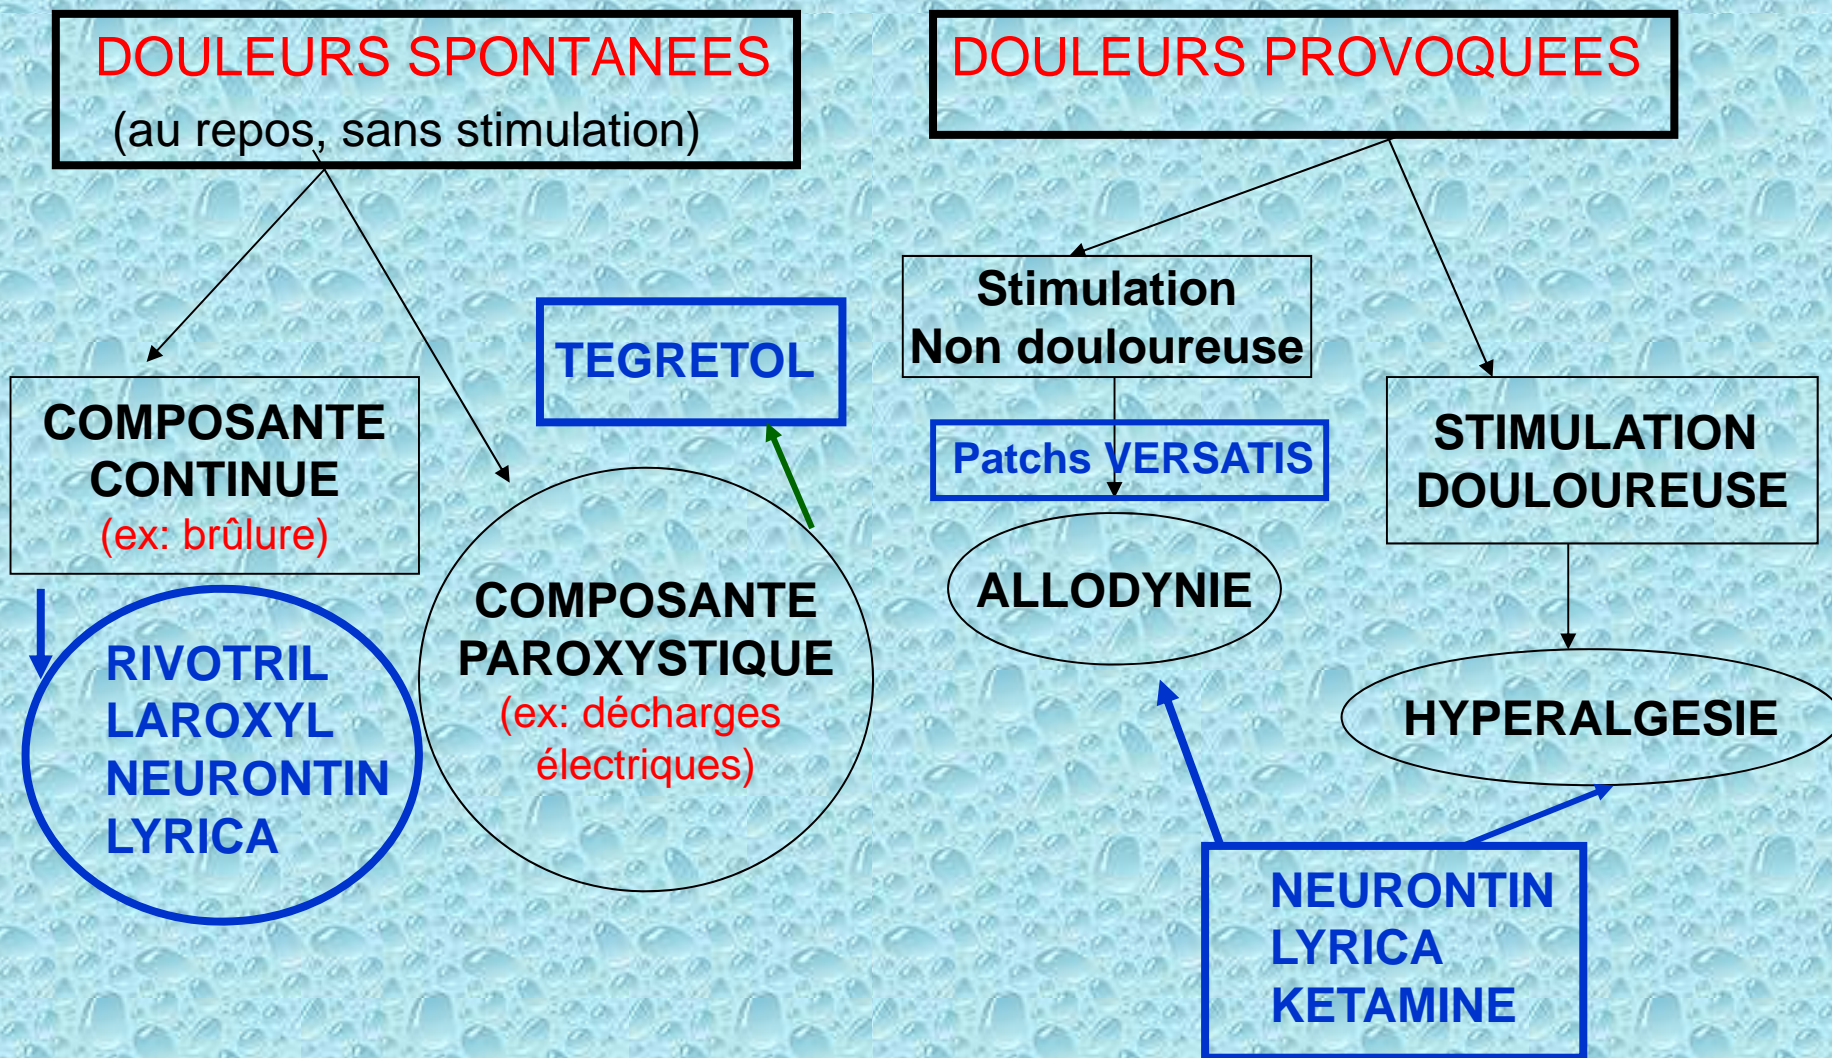 DOULEURS SPONTANEES
(au repos, sans stimulation)
COMPOSANTE
CONTINUE
(ex: brûlure)
RIVOTRIL
LAROXYL
NEURONTIN
LYRICA
TEGRETOL
COMPOSANTE
PAROXYSTIQUE
(ex: décharges
électriques)
DOULEURS PROVOQUEES
Stimulation
Non douloureuse
Patchs VERSATIS
ALLODYNIE
STIMULATION
DOULOUREUSE
HYPERALGESIE
NEURONTIN
LYRICA
KETAMINE